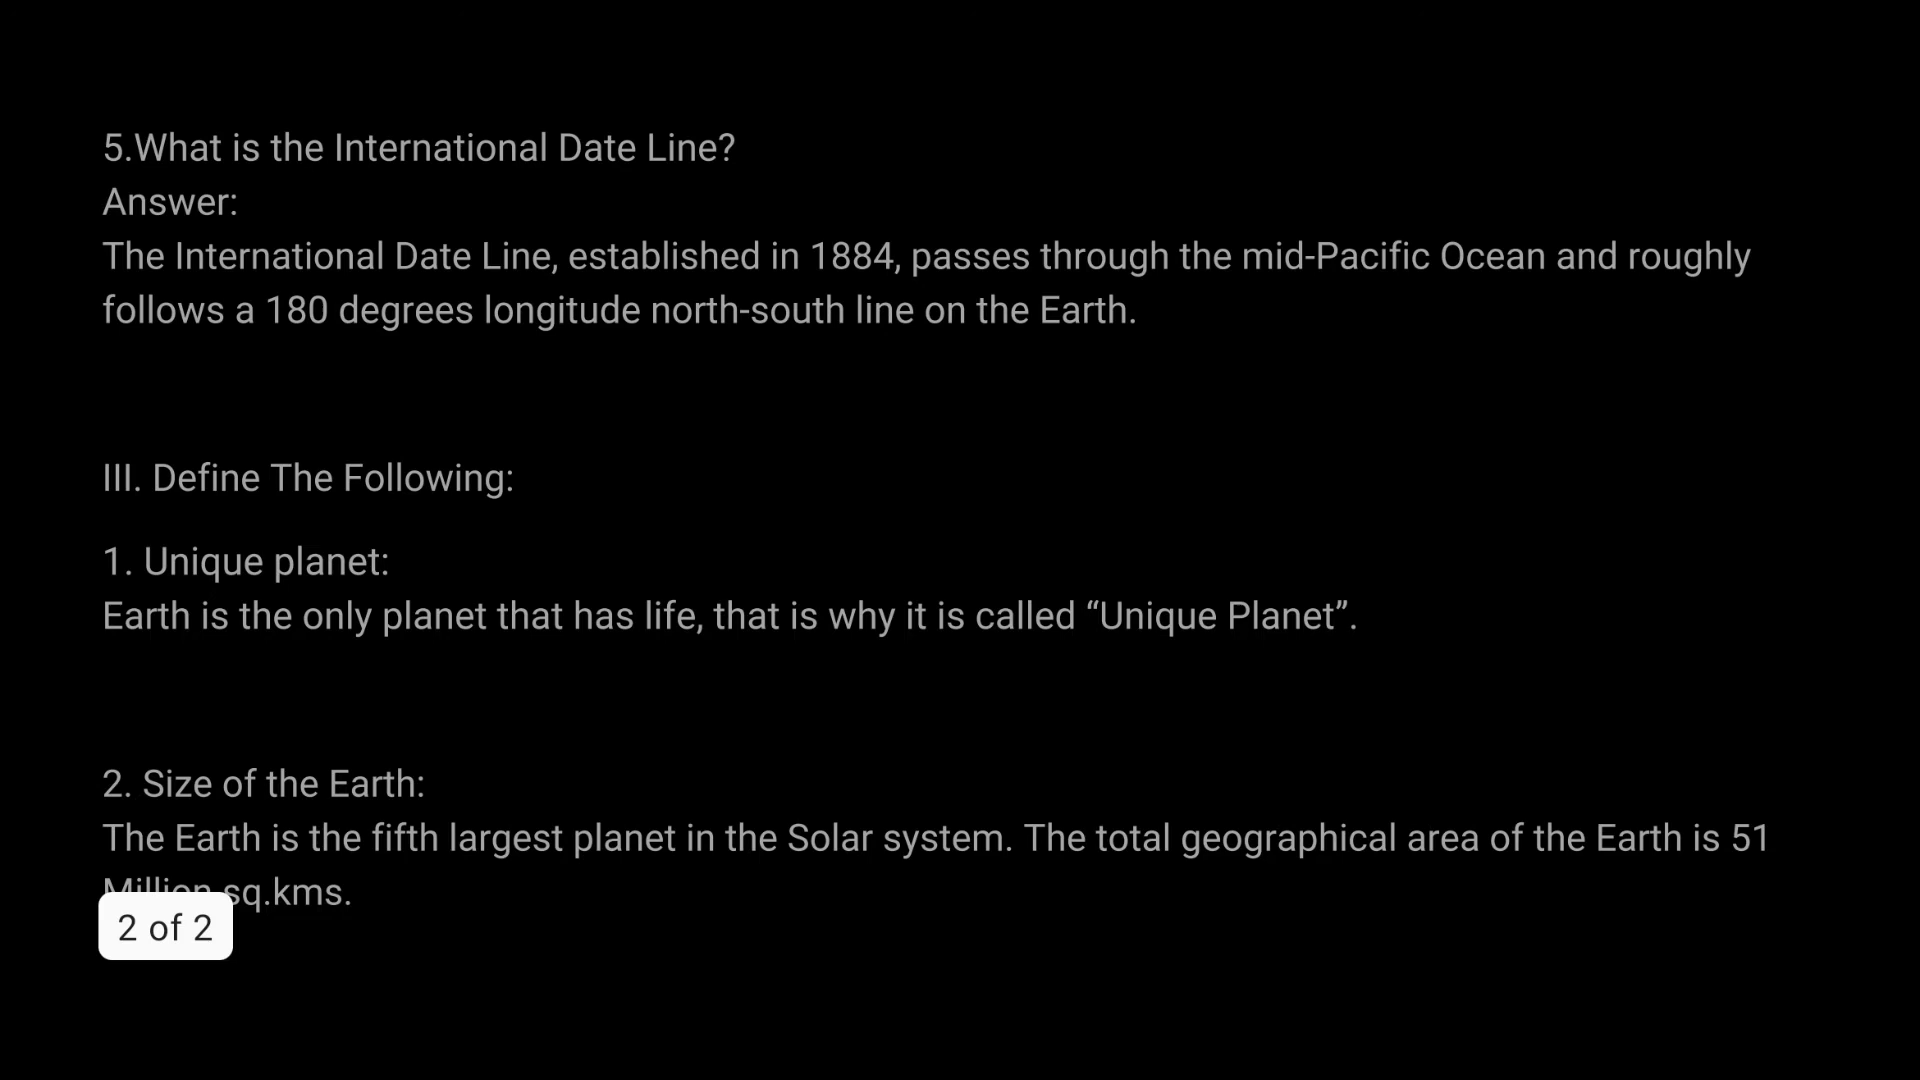 5.What is the International Date Line?
Answer:
The International Date Line, established in 1884, passes through the mid-Pacific Ocean and roughly
follows a 180 degrees longitude north-south line on the Earth.
III. Define The Following:
1. Unique planet:
Earth is the only planet that has life, that is why it is called “Unique Planet”.
2. Size of the Earth:
The Earth is the fifth largest planet in the Solar system. The total geographical area of the Earth is 51
Million sq.kms.
2 of 2